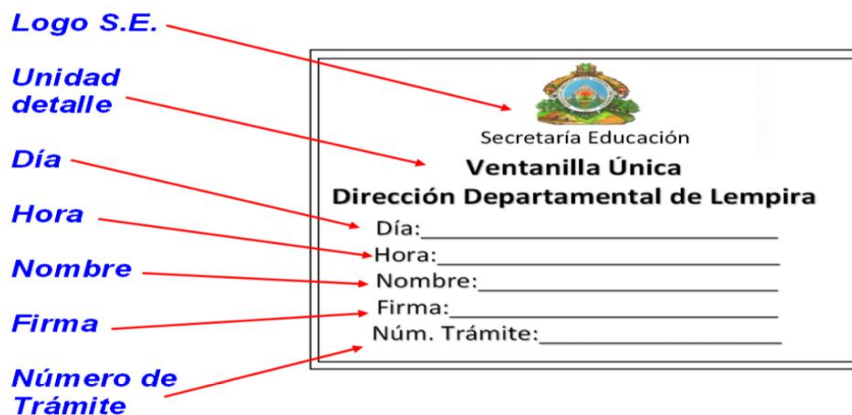 Logo S.E.
Unidad
detalle
Día
Hora
Nombre
Firma
Número de
Trámite
Secretaría Educación
Ventanilla Única
Dirección Departamental de Lempira
Día:
Hora:
Nombre:
Firma:
Núm. Trámite: